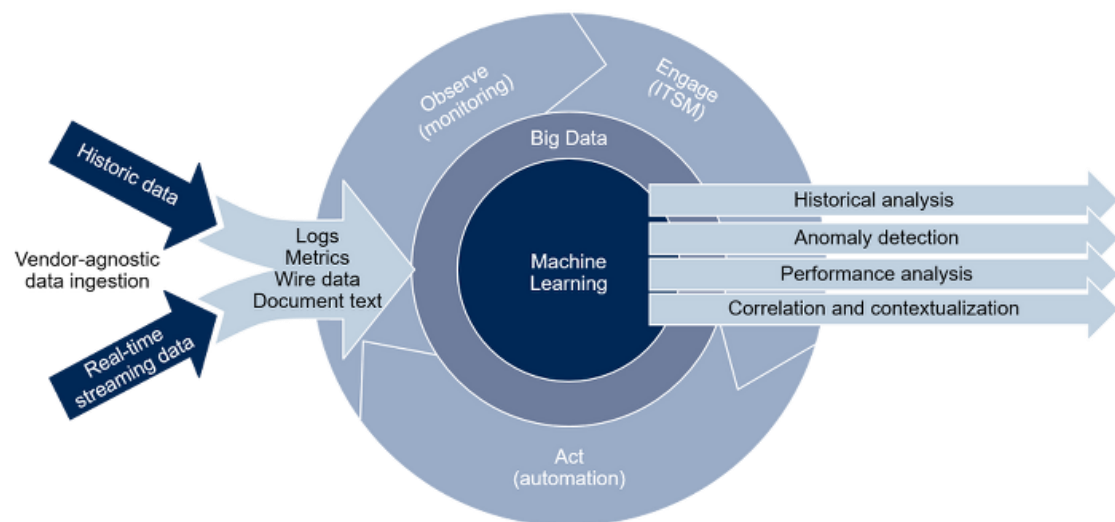 Observe
(monitoring)
Engage
(ITSM)
Big Data
Historic data
Vendor-agnostic
data ingestion
Real-time
streaming data
Logs
Metrics
Wire data
Document text
Machine
Learning
Historical analysis
Anomaly detection
Performance analysis
Correlation and contextualization
Act
(automation)